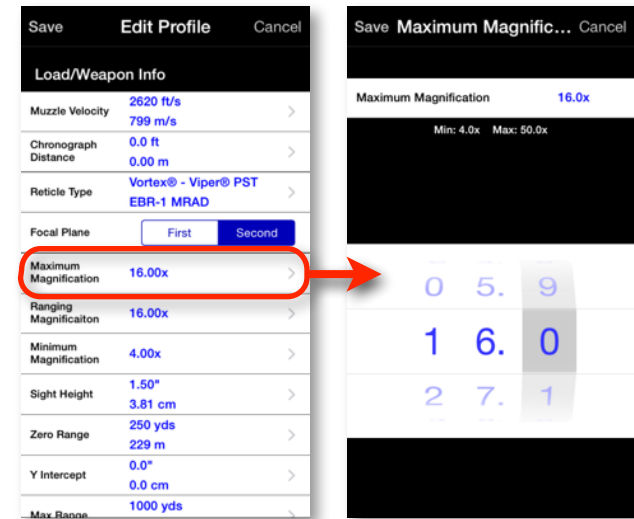 Save Edit Profile Cancel
Load/Weapon Info
Muzzle Velocity
2620 ft/s
799 m/s
Chronograph
Distance
0.0 ft
0.00 m
Reticle Type
Vortex® - Viper® PST
EBR-1 MRAD
Focal Plane First Second
Maximum
Magnification
16.00x
Ranging
Magnificaiton
16.00x
Minimum
Magnification
4.00x
Sight Height
1.50"
3.81 cm
Zero Range
250 yds
229 m
Y Intercept
0.0"
0.0 cm
Max Range
1000 yds
Save Maximum Magnific... Cancel
Maximum Magnification 16.0x
Min: 4.0x Max: 50.0x
0 5. 9
1 6. 0
2 7. 1